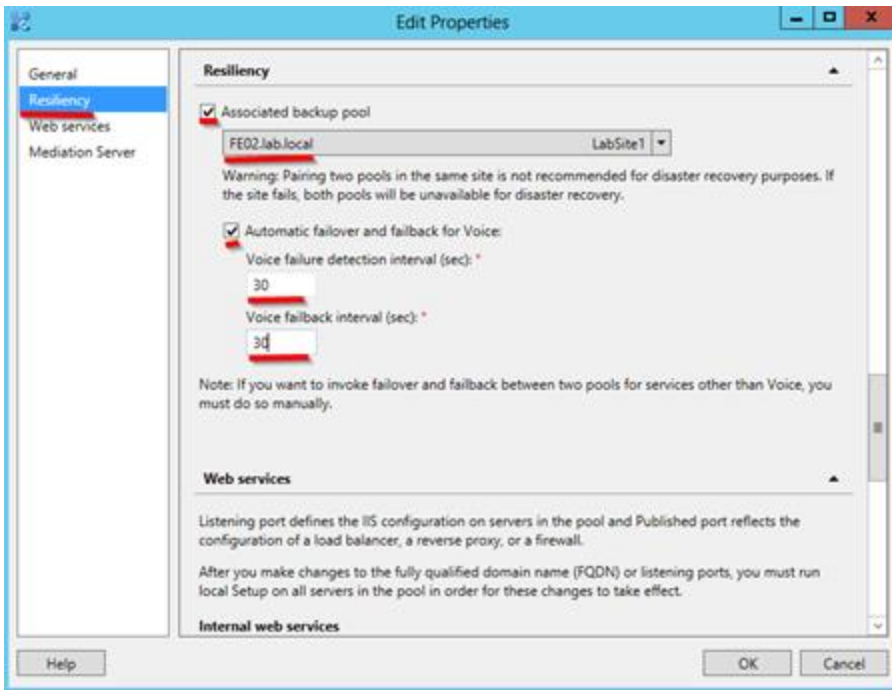 Edit Properties
General
Resiliency
Web services
Mediation Server
Resiliency
Associated backup pool
FE02.lab.local LabSite1
Warning: Pairing two pools in the same site is not recommended for disaster recovery purposes. If
the site fails, both pools will be unavailable for disaster recovery.
Automatic failover and failback for Voice:
Voice failure detection interval (sec): *
30
Voice failback interval (sec): *
30
Note: If you want to invoke failover and failback between two pools for services other than Voice, you
must do so manually.
Web services
Listening port defines the IIS configuration on servers in the pool and Published port reflects the
configuration of a load balancer, a reverse proxy, or a firewall.
After you make changes to the fully qualified domain name (FQDN) or listening ports, you must run
local Setup on all servers in the pool in order for these changes to take effect.
Internal web services
Help OK Cancel